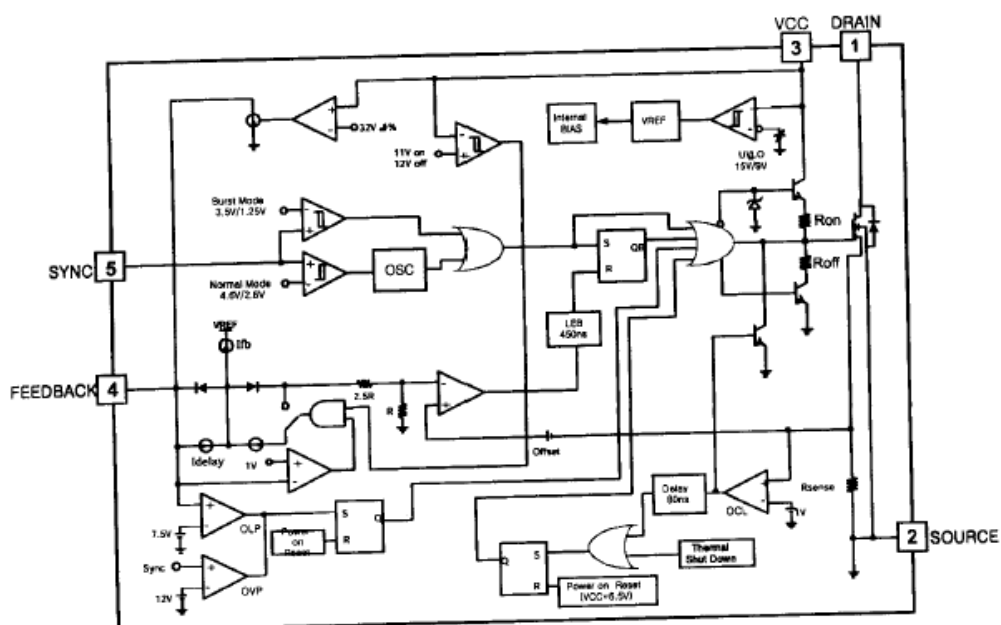 VCC
DRAIN
3
1
32V
11V on
12V off
Internal
BIAS
VREF
15V/9V
Burst Mode
3.5V/1.25V
SYNC
5
OSC
Normal Mode
4.6V/2.6V
S
QB
R
Ron
Roff
LEB
450ns
VREF
Ifb
FEEDBACK
4
2.5R
R
Idelay
1V
Offset
Rsense
7.5V
OLP
Power
on
Reset
S
Q
R
Delay
80ns
OCL
1V
2
SOURCE
Sync
12V
OVP
Q
S
R
Thermal
Shut Down
Power on Reset
(VCC=6.5V)